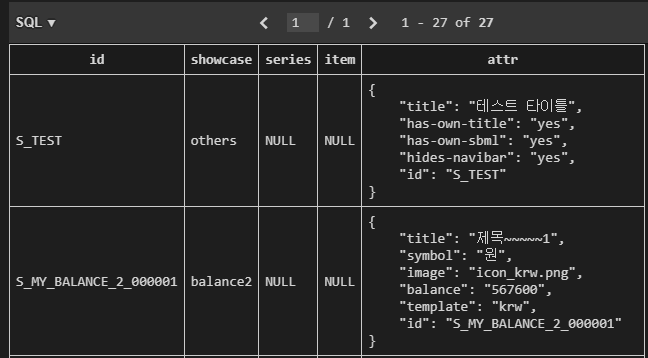 SQL ▼ < 1 / 1 > 1 - 27 of 27
id showcase series item attr
{
"title": "테스트 타이틀",
"has-own-title": "yes",
S_TEST others NULL NULL "has-own-sbml": "yes",
"hides-navibar": "yes",
"id": "S_TEST"
}
{
"title": "제목~~~~~1",
"symbol": "원",
"image": "icon_krw.png",
S_MY_BALANCE_2_000001 balance2 NULL NULL "balance": "567600",
"template": "krw",
"id": "S_MY_BALANCE_2_000001"
}